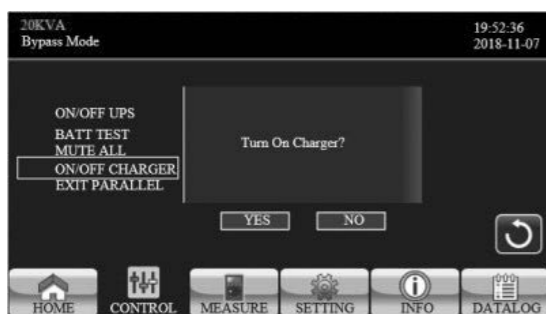 20KVA
Bypass Mode
19:52:36
2018-11-07
ON/OFF UPS
BATT TEST
MUTE ALL
ON/OFF CHARGER
EXIT PARALLEL
Turn On Charger?
YES NO
HOME CONTROL MEASURE SETTING INFO DATALOG